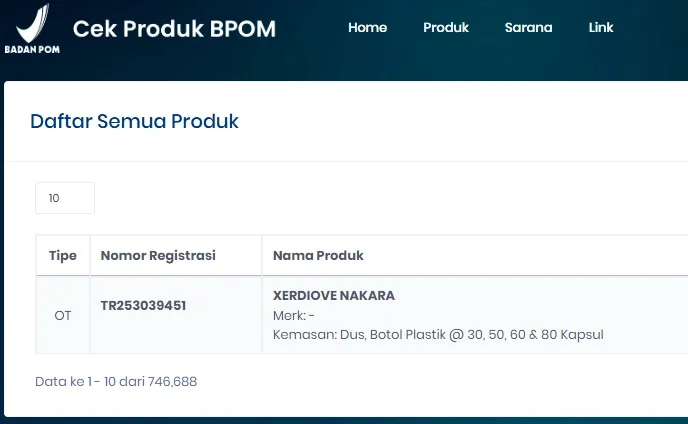 BADAN POM
Cek Produk BPOM
Home Produk Sarana Link
Daftar Semua Produk
10
Tipe Nomor Registrasi Nama Produk
OT TR253039451 XERDIOVE NAKARA
Merk: -
Kemasan: Dus, Botol Plastik @ 30, 50, 60 & 80 Kapsul
Data ke 1 - 10 dari 746,688